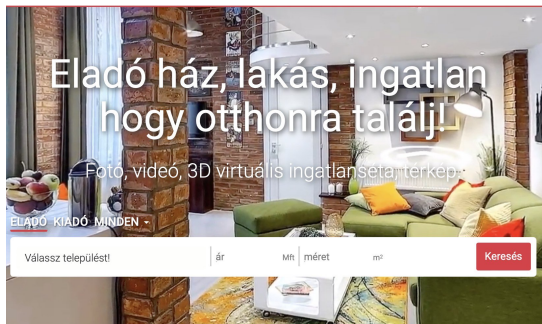 Eladó ház, lakás, ingatlan
hogy otthonra találj!
Fotó, videó, 3D virtuális ingatlanséta, térkép
ELADÓ KIADÓ MINDEN
Válassz települést! ár Mft méret m² Keresés